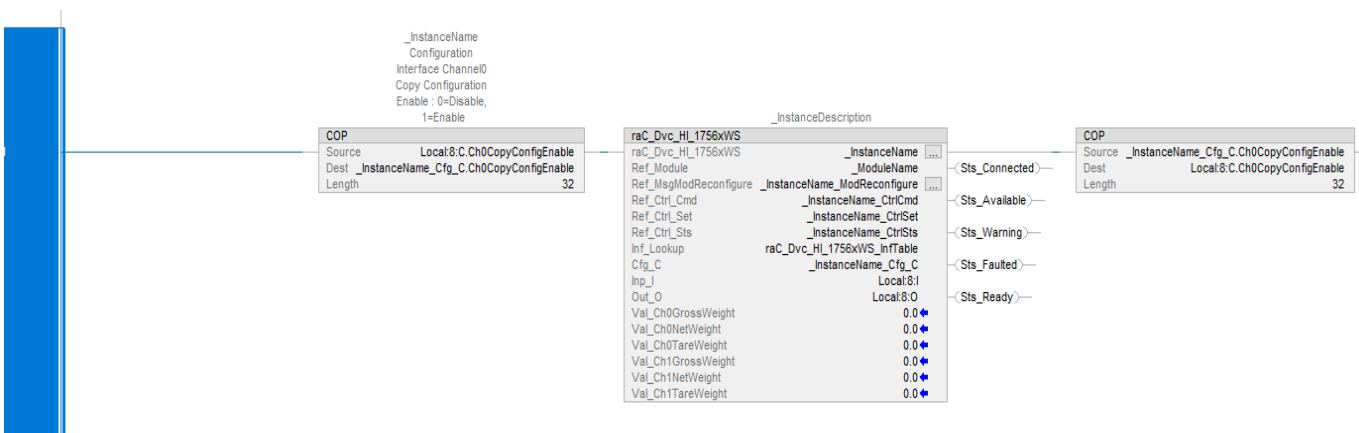 _InstanceName
Configuration
Interface Channel0
Copy Configuration
Enable : 0=Disable,
1=Enable
COP
Source Local:8:C.Ch0CopyConfigEnable
Dest _InstanceName_Cfg_C.Ch0CopyConfigEnable
Length 32
_InstanceDescription
raC_Dvc_HI_1756xWS
raC_Dvc_HI_1756xWS _InstanceName ...
Ref_Module _ModuleName
Ref_MsgModReconfigure _InstanceName_ModReconfigure ...
Ref_Ctrl_Cmd _InstanceName_CtrlCmd
Ref_Ctrl_Set _InstanceName_CtrlSet
Ref_Ctrl_Sts _InstanceName_CtrlSts
Inf_Lookup raC_Dvc_HI_1756xWS_InfTable
Cfg_C _InstanceName_Cfg_C
Inp_I Local:8:I
Out_O Local:8:O
Val_Ch0GrossWeight 0.0
Val_Ch0NetWeight 0.0
Val_Ch0TareWeight 0.0
Val_Ch1GrossWeight 0.0
Val_Ch1NetWeight 0.0
Val_Ch1TareWeight 0.0
Sts_Connected
Sts_Available
Sts_Warning
Sts_Faulted
Sts_Ready
COP
Source _InstanceName_Cfg_C.Ch0CopyConfigEnable
Dest Local:8:C.Ch0CopyConfigEnable
Length 32